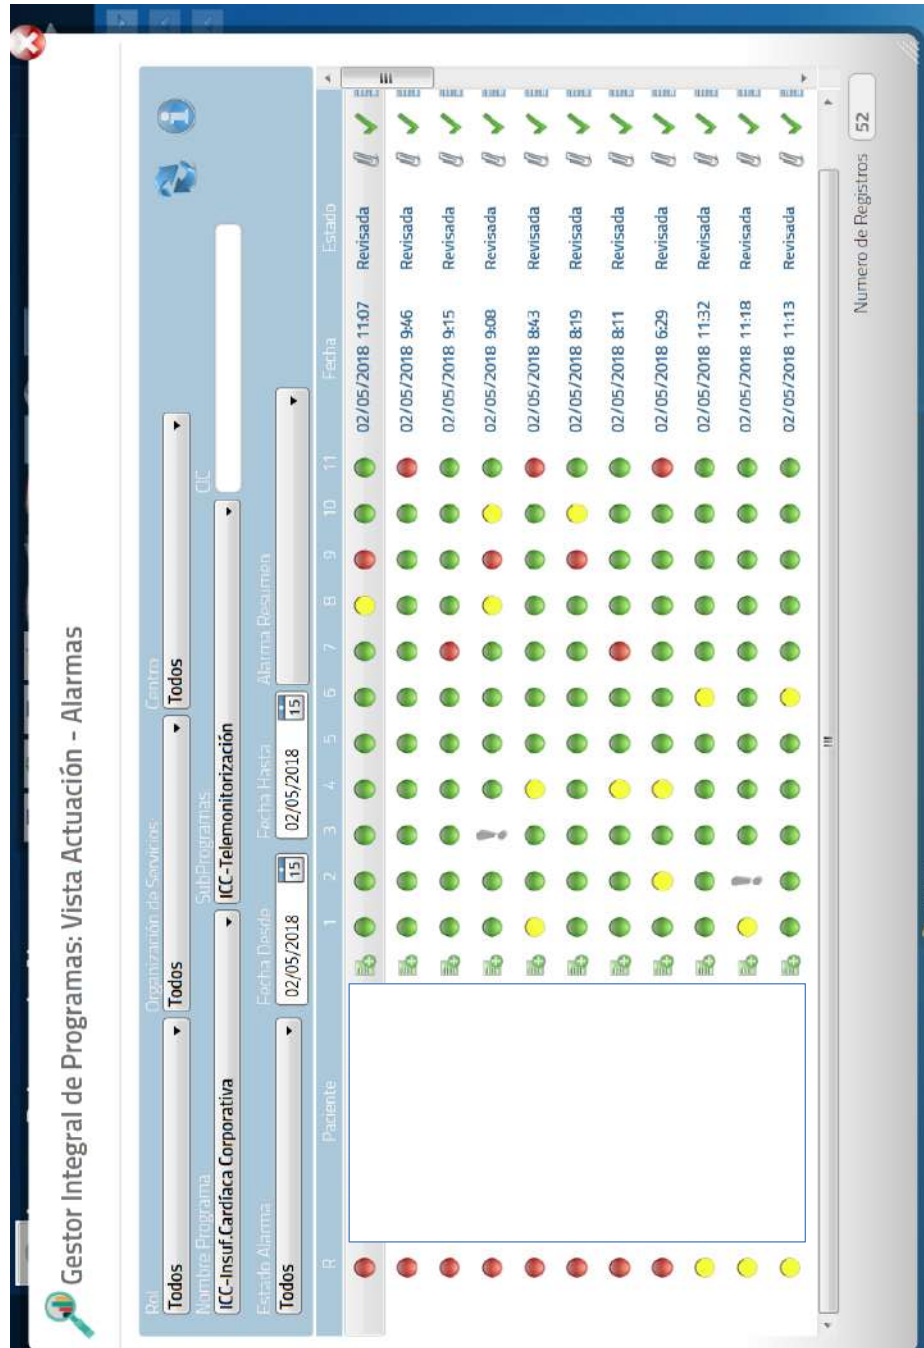 Gestor Integral de Programas: Vista Actuación - Alarmas
Rol Organización de Servicios Centro
Todos Todos Todos
Nombre Programa SubProgramas CIC
ICC-Insuf.Cardíaca Corporativa ICC-Telemonitorización
Estado Alarma Fecha Desde Fecha Hasta Alarma Resumen
Todos 02/05/2018 15 02/05/2018 15
R Paciente 1 2 3 4 5 6 7 8 9 10 11 Fecha Estado
02/05/2018 11:07 Revisada
02/05/2018 9:46 Revisada
02/05/2018 9:15 Revisada
02/05/2018 9:08 Revisada
02/05/2018 8:43 Revisada
02/05/2018 8:19 Revisada
02/05/2018 8:11 Revisada
02/05/2018 6:29 Revisada
02/05/2018 11:32 Revisada
02/05/2018 11:18 Revisada
02/05/2018 11:13 Revisada
Numero de Registros 52